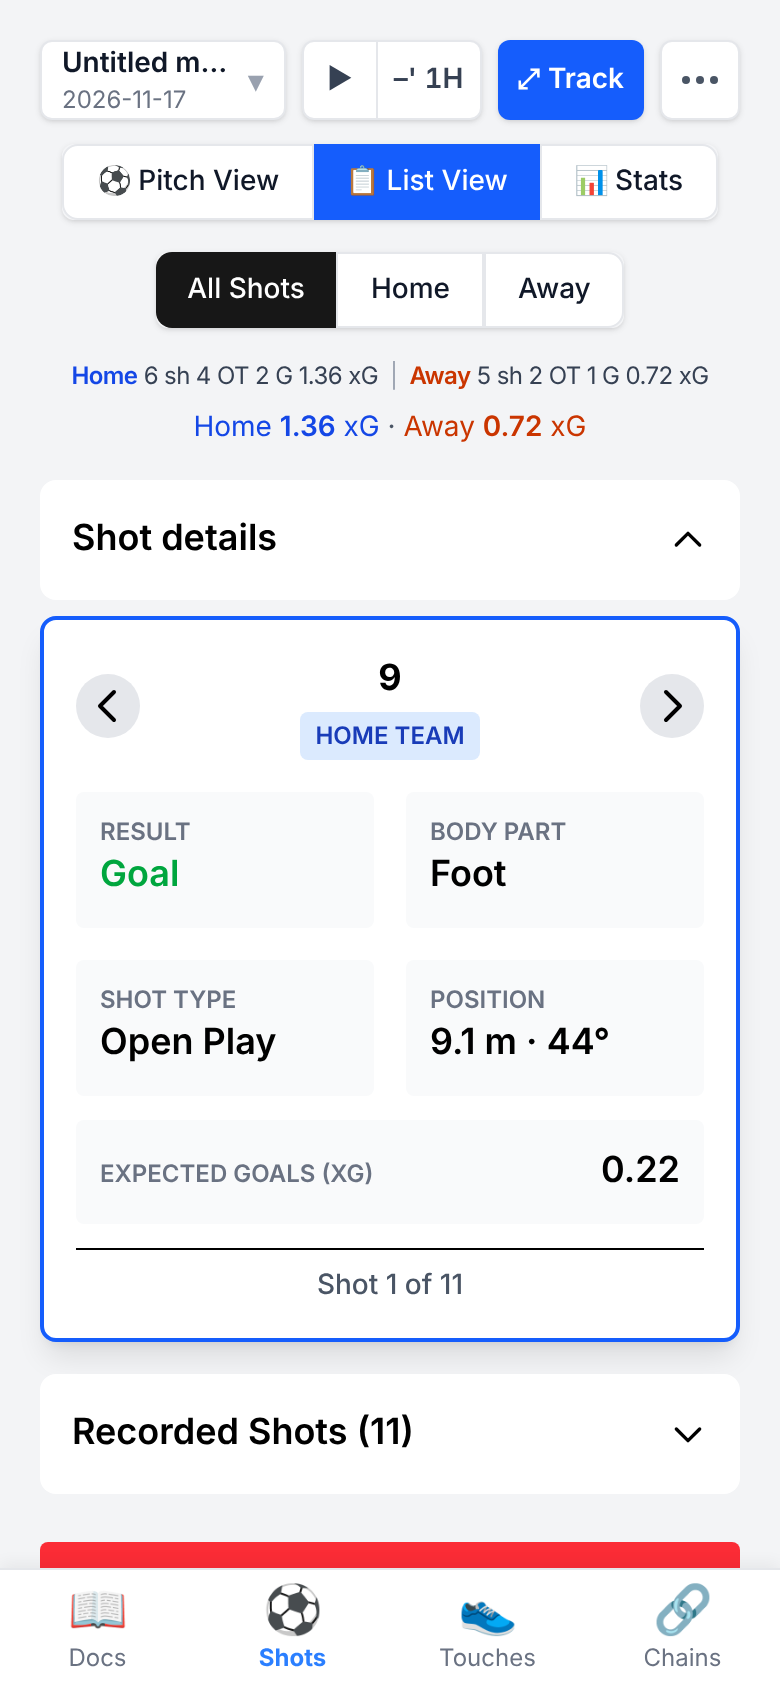 Untitled m...
2026-11-17
–' 1H
Track
Pitch View
List View
Stats
All Shots
Home
Away
Home 6 sh 4 OT 2 G 1.36 xG | Away 5 sh 2 OT 1 G 0.72 xG
Home 1.36 xG · Away 0.72 xG
Shot details
9
HOME TEAM
RESULT
Goal
BODY PART
Foot
SHOT TYPE
Open Play
POSITION
9.1 m · 44°
EXPECTED GOALS (XG)
0.22
Shot 1 of 11
Recorded Shots (11)
Docs
Shots
Touches
Chains